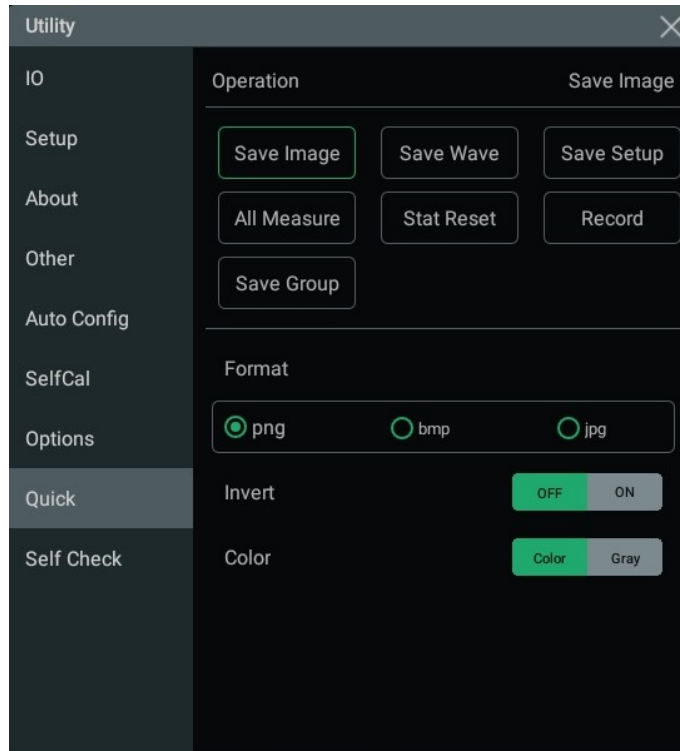 Utility
IO
Setup
About
Other
Auto Config
SelfCal
Options
Quick
Self Check
Operation Save Image
Save Image Save Wave Save Setup
All Measure Stat Reset Record
Save Group
Format
png bmp jpg
Invert OFF ON
Color Color Gray